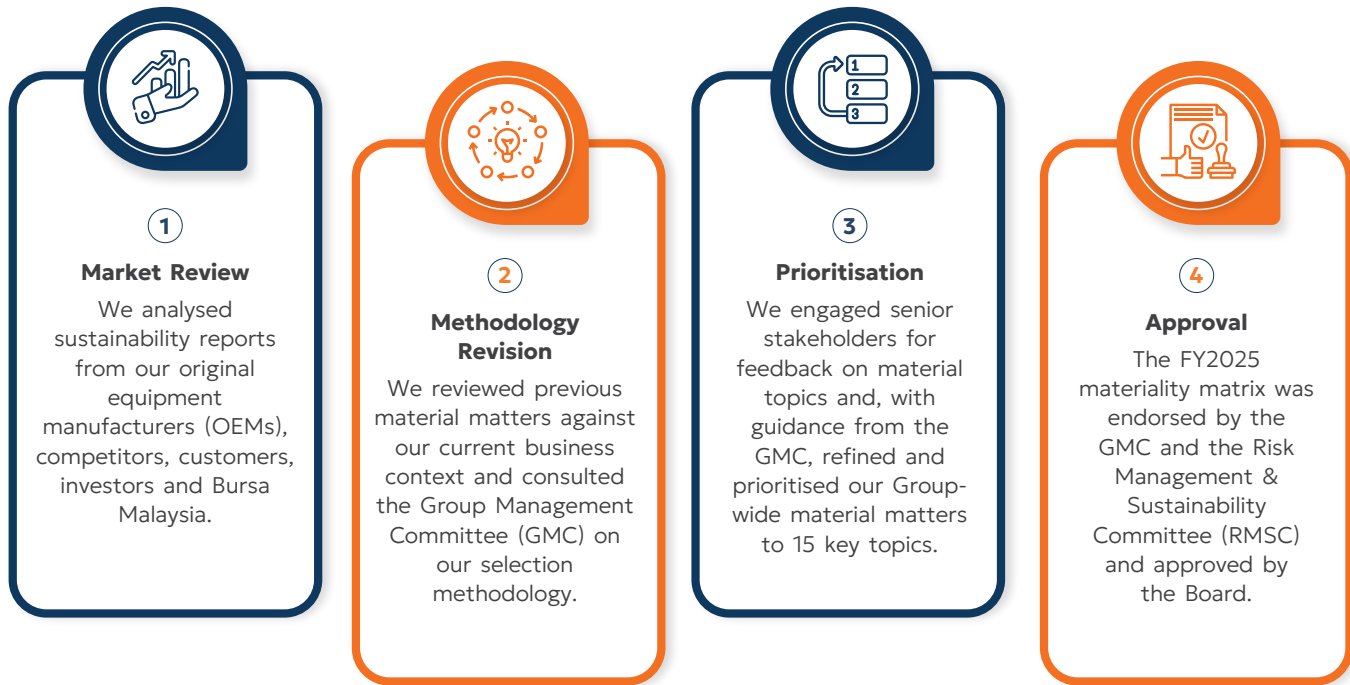 1
Market Review
We analysed
sustainability reports
from our original
equipment
manufacturers (OEMs),
competitors, customers,
investors and Bursa
Malaysia.
2
Methodology
Revision
We reviewed previous
material matters against
our current business
context and consulted
the Group Management
Committee (GMC) on
our selection
methodology.
1
2
3
3
Prioritisation
We engaged senior
stakeholders for
feedback on material
topics and, with
guidance from the
GMC, refined and
prioritised our Group-
wide material matters
to 15 key topics.
4
Approval
The FY2025
materiality matrix was
endorsed by the
GMC and the Risk
Management &
Sustainability
Committee (RMSC)
and approved by
the Board.